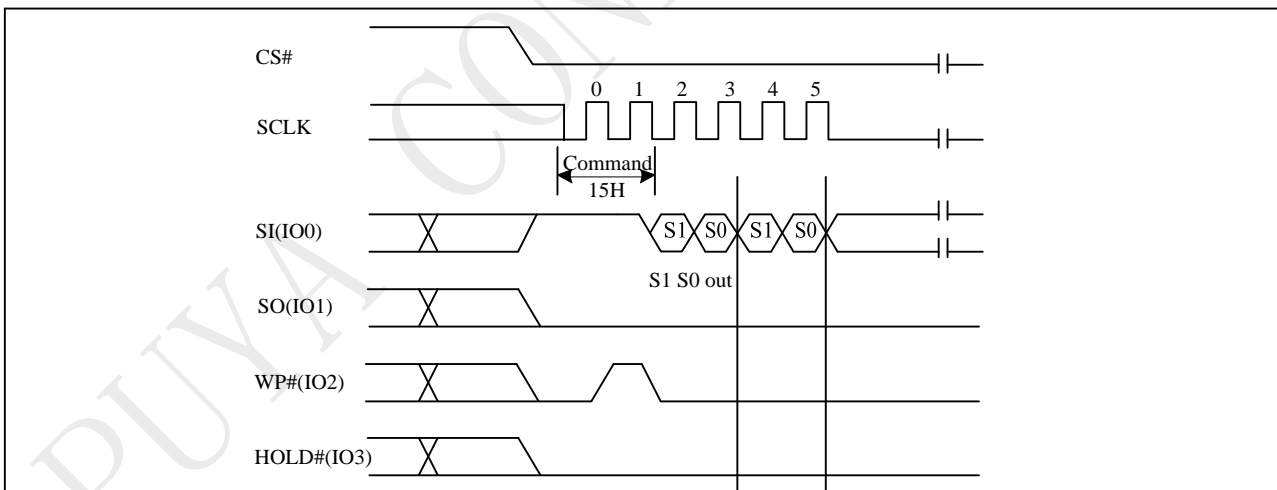 CS#
0 1 2 3 4 5
SCLK
Command
15H
SI(IO0)
S1 S0 S1 S0
S1 S0 out
SO(IO1)
WP#(IO2)
HOLD#(IO3)
PUYA CON